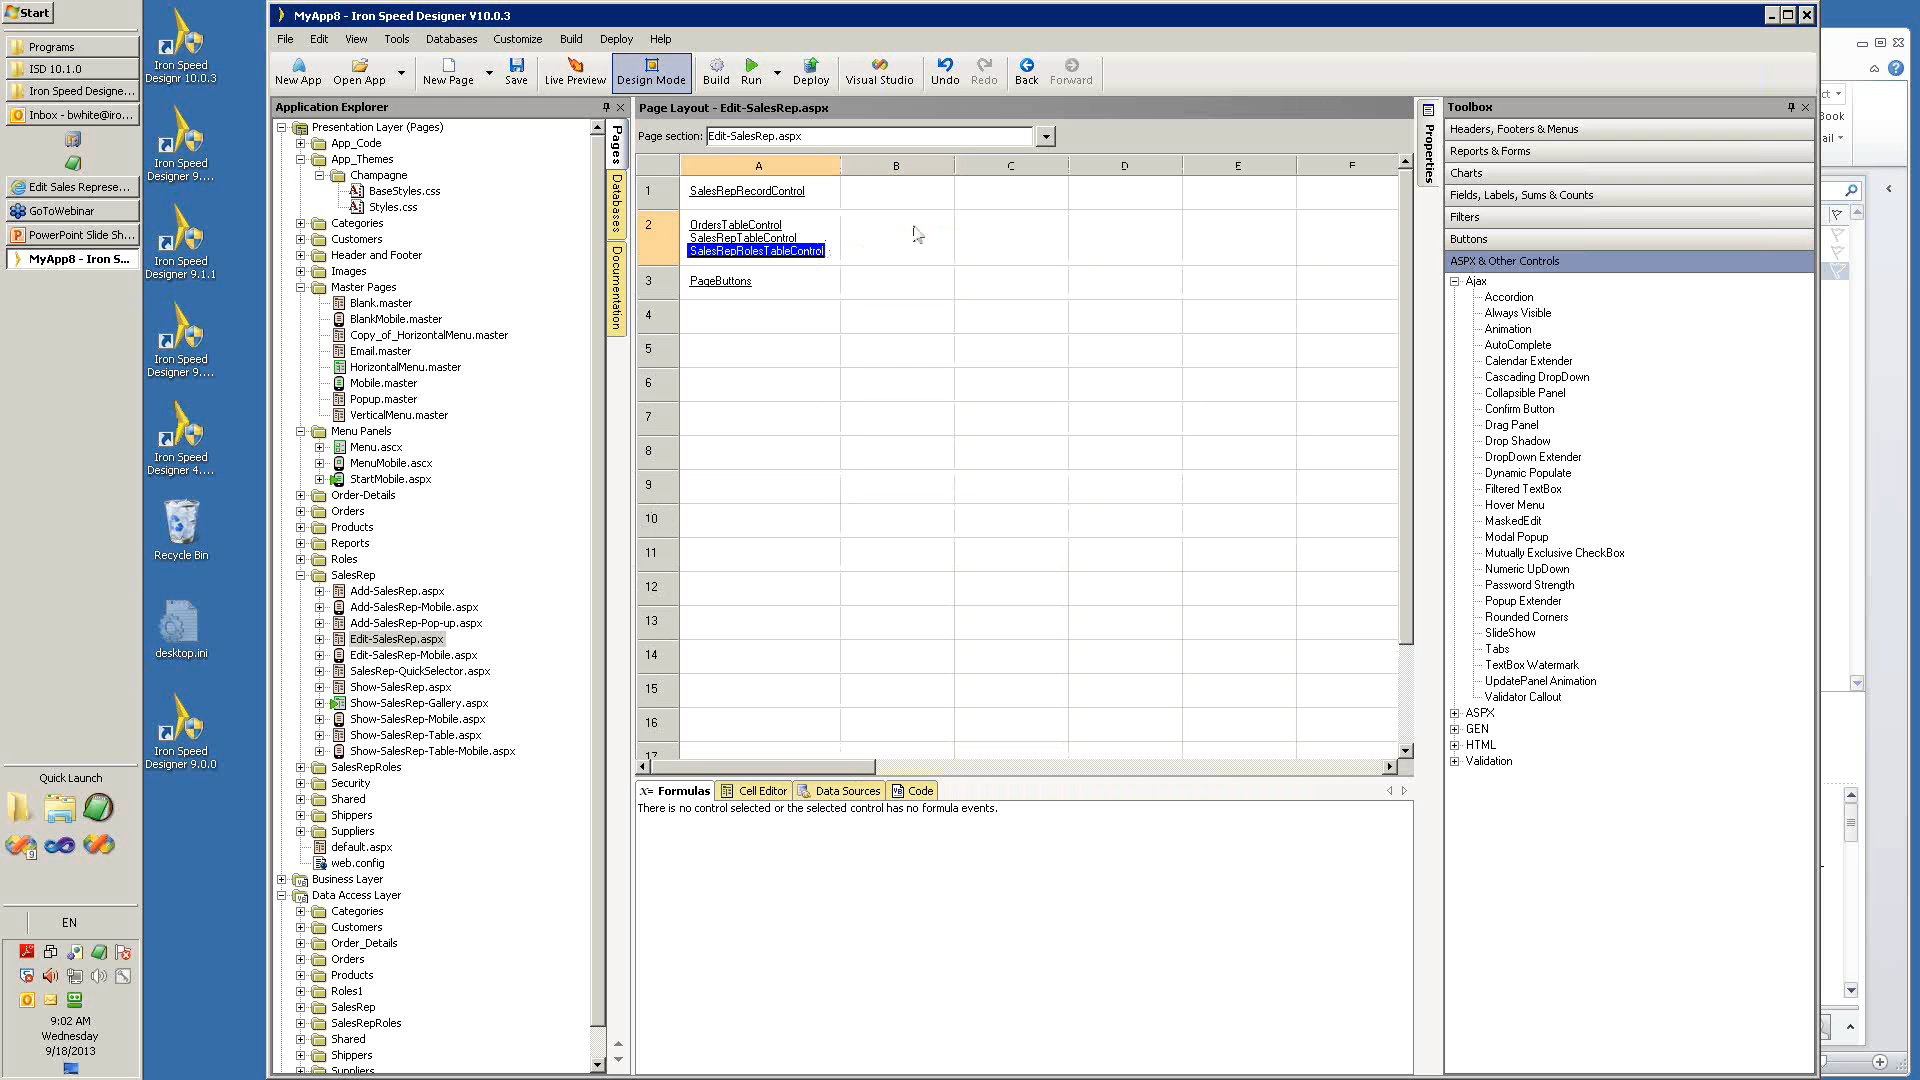 Start
Programs
ISD 10.1.0
Iron Speed Designe...
Inbox - bwhite@iro...
Edit Sales Represe...
GoToWebinar
PowerPoint Slide Sh...
MyApp8 - Iron S...
Quick Launch
9
EN
9:02 AM
Wednesday
9/18/2013
Iron Speed
Designr 10.0.3
Iron Speed
Designer ....
Iron Speed
Designer 9.1.1
Iron Speed
Designer 9....
Iron Speed
Designer 4....
Recycle Bin
desktop.ini
Iron Speed
Designer 9.0.0
MyApp8 - Iron Speed Designer V10.0.3
File Edit View Tools Databases Customize Build Deploy Help
New App Open App New Page Save Live Preview Design Mode Build Run Deploy Visual Studio Undo Redo Back Forward
Application Explorer
Presentation Layer (Pages)
App_Code
App_Themes
Champagne
BaseStyles.css
Styles.css
Categories
Customers
Header and Footer
Images
Master Pages
Blank.master
BlankMobile.master
Copy_of_HorizontalMenu.master
Email.master
HorizontalMenu.master
Mobile.master
Popup.master
VerticalMenu.master
Menu Panels
Menu.ascx
MenuMobile.ascx
StartMobile.aspx
Order-Details
Orders
Products
Reports
Roles
SalesRep
Add-SalesRep.aspx
Add-SalesRep-Mobile.aspx
Add-SalesRep-Pop-up.aspx
Edit-SalesRep.aspx
Edit-SalesRep-Mobile.aspx
SalesRep-QuickSelector.aspx
Show-SalesRep.aspx
Show-SalesRep-Gallery.aspx
Show-SalesRep-Mobile.aspx
Show-SalesRep-Table.aspx
Show-SalesRep-Table-Mobile.aspx
SalesRepRoles
Security
Shared
Shippers
Suppliers
default.aspx
web.config
Business Layer
Data Access Layer
Categories
Customers
Order_Details
Orders
Products
Roles1
SalesRep
SalesRepRoles
Shared
Shippers
Suppliers
Pages
Databases
Documentation
Page Layout - Edit-SalesRep.aspx
Page section: Edit-SalesRep.aspx
A B C D E F
1 SalesRepRecordControl
2 OrdersTableControl
SalesRepTableControl
SalesRepRolesTableControl
3 PageButtons
4
5
6
7
8
9
10
11
12
13
14
15
16
17
X= Formulas Cell Editor Data Sources Code
There is no control selected or the selected control has no formula events.
Properties
Toolbox
Headers, Footers & Menus
Reports & Forms
Charts
Fields, Labels, Sums & Counts
Filters
Buttons
ASPX & Other Controls
Ajax
Accordion
Always Visible
Animation
AutoComplete
Calendar Extender
Cascading DropDown
Collapsible Panel
Confirm Button
Drag Panel
Drop Shadow
DropDown Extender
Dynamic Populate
Filtered TextBox
Hover Menu
MaskedEdit
Modal Popup
Mutually Exclusive CheckBox
Numeric UpDown
Password Strength
Popup Extender
Rounded Corners
SlideShow
Tabs
TextBox Watermark
UpdatePanel Animation
Validator Callout
ASPX
GEN
HTML
Validation
ct
Book
ail